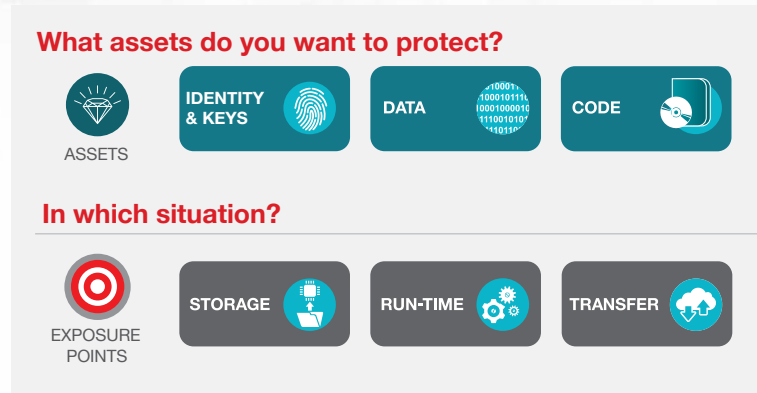 What assets do you want to protect?
ASSETS
IDENTITY
& KEYS
DATA
CODE
In which situation?
EXPOSURE
POINTS
STORAGE
RUN-TIME
TRANSFER